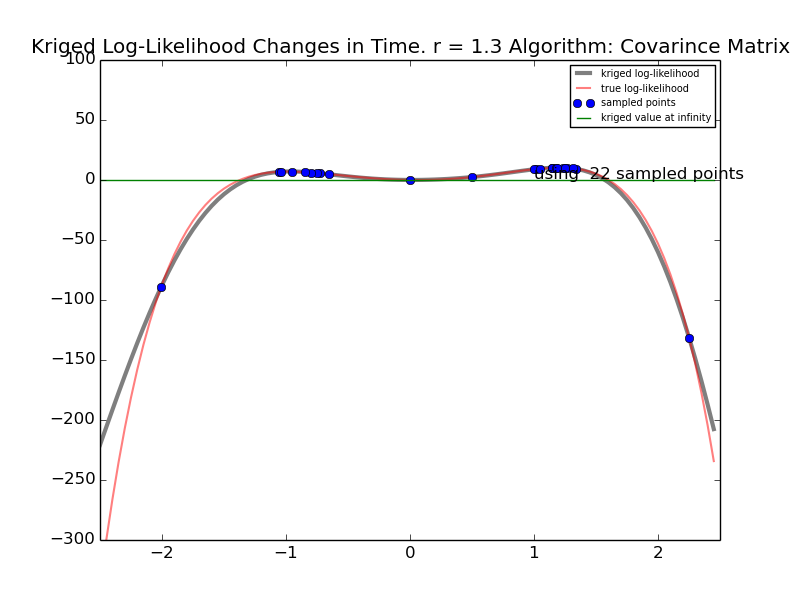 Kriged Log-Likelihood Changes in Time. r = 1.3 Algorithm: Covarince Matrix
100
50
0
−50
−100
−150
−200
−250
−300
−2
−1
0
1
2
kriged log-likelihood
true log-likelihood
sampled points
kriged value at infinity
using 22 sampled points